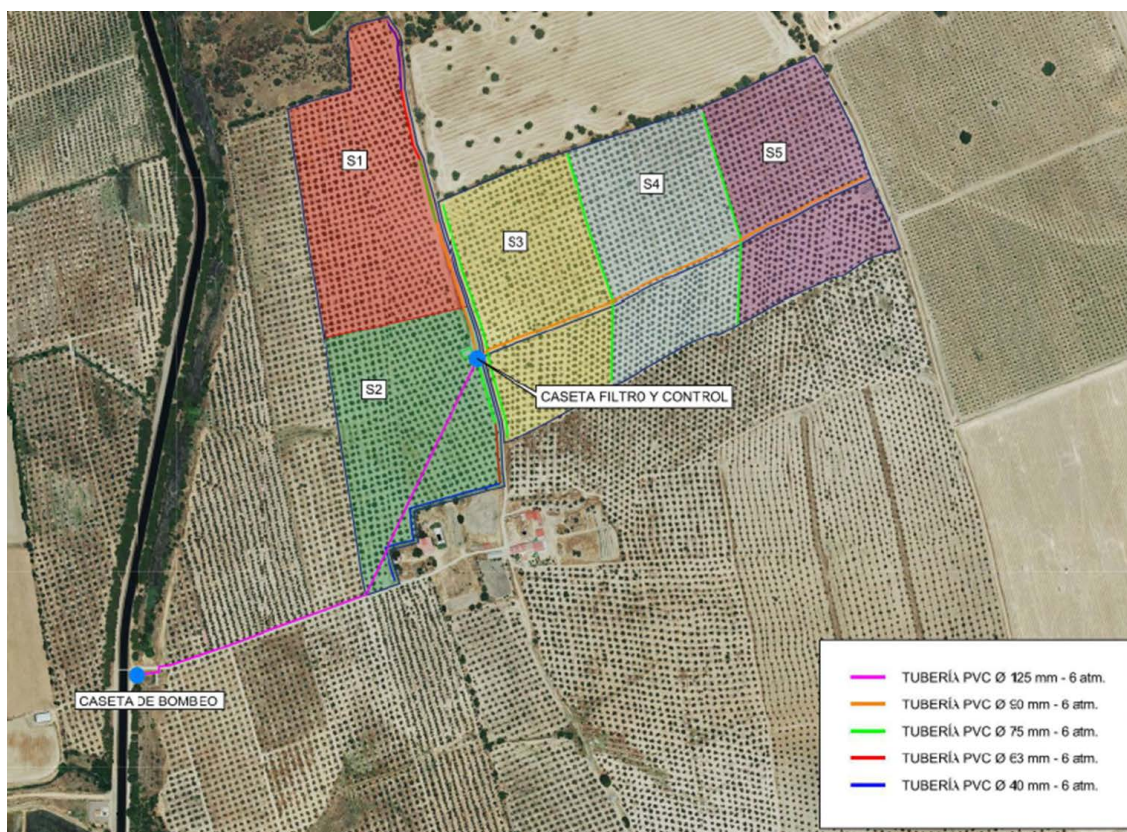 S1
S5
S4
S3
S2
CASETA FILTRO Y CONTROL
CASETA DE BOMBEO
TUBERÍA PVC Ø 125 mm - 6 atm.
TUBERÍA PVC Ø 90 mm - 6 atm.
TUBERÍA PVC Ø 75 mm - 6 atm.
TUBERÍA PVC Ø 63 mm - 6 atm.
TUBERÍA PVC Ø 40 mm - 6 atm.